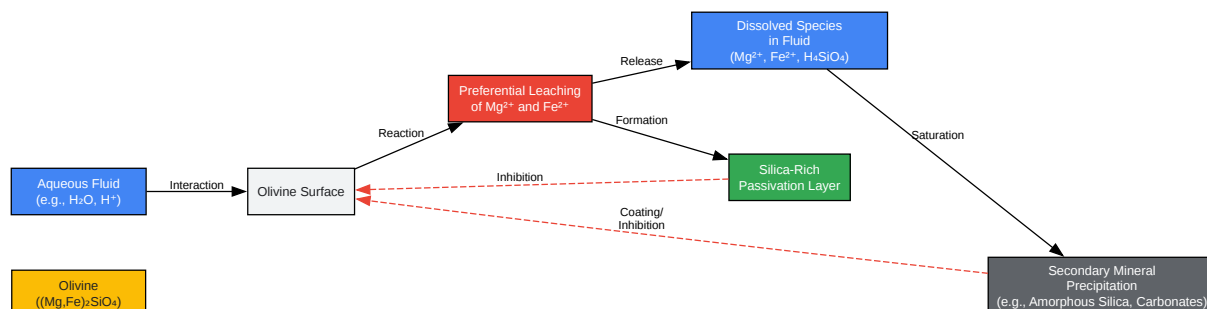 Dissolved Species
in Fluid
(Mg²⁺, Fe²⁺, H₄SiO₄)
Release
Preferential Leaching
of Mg²⁺ and Fe²⁺
Formation
Reaction
Saturation
Silica-Rich
Passivation Layer
Inhibition
Aqueous Fluid
(e.g., H₂O, H⁺)
Interaction
Olivine Surface
Coating/
Inhibition
Secondary Mineral
Precipitation
(e.g., Amorphous Silica, Carbonates)
Olivine
((Mg,Fe)₂SiO₄)